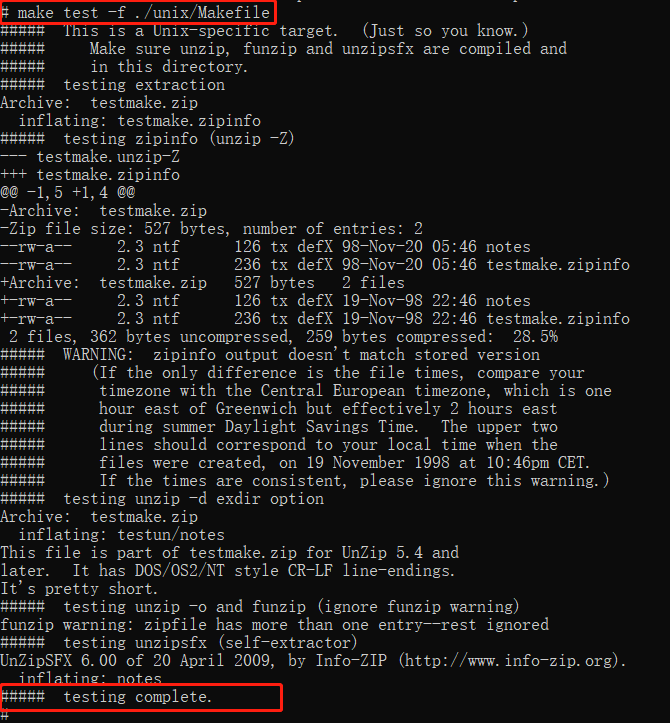 # make test -f ./unix/Makefile
##### This is a Unix-specific target. (Just so you know.)
##### Make sure unzip, funzip and unzipsfx are compiled and
##### in this directory.
##### testing extraction
Archive: testmake.zip
inflating: testmake.zipinfo
##### testing zipinfo (unzip -Z)
--- testmake.unzip-Z
+++ testmake.zipinfo
@@ -1,5 +1,4 @@
-Archive: testmake.zip
-Zip file size: 527 bytes, number of entries: 2
--rw-a-- 2.3 ntf 126 tx defX 98-Nov-20 05:46 notes
--rw-a-- 2.3 ntf 236 tx defX 98-Nov-20 05:46 testmake.zipinfo
+Archive: testmake.zip 527 bytes 2 files
+-rw-a-- 2.3 ntf 126 tx defX 19-Nov-98 22:46 notes
+-rw-a-- 2.3 ntf 236 tx defX 19-Nov-98 22:46 testmake.zipinfo
2 files, 362 bytes uncompressed, 259 bytes compressed: 28.5%
##### WARNING: zipinfo output doesn't match stored version
##### (If the only difference is the file times, compare your
##### timezone with the Central European timezone, which is one
##### hour east of Greenwich but effectively 2 hours east
##### during summer Daylight Savings Time. The upper two
##### lines should correspond to your local time when the
##### files were created, on 19 November 1998 at 10:46pm CET.
##### If the times are consistent, please ignore this warning.)
##### testing unzip -d exdir option
Archive: testmake.zip
inflating: testun/notes
This file is part of testmake.zip for UnZip 5.4 and
later. It has DOS/OS2/NT style CR-LF line-endings.
It's pretty short.
##### testing unzip -o and funzip (ignore funzip warning)
funzip warning: zipfile has more than one entry--rest ignored
##### testing unzipsfx (self-extractor)
UnZipSFX 6.00 of 20 April 2009, by Info-ZIP (http://www.info-zip.org).
inflating: notes
##### testing complete.
#